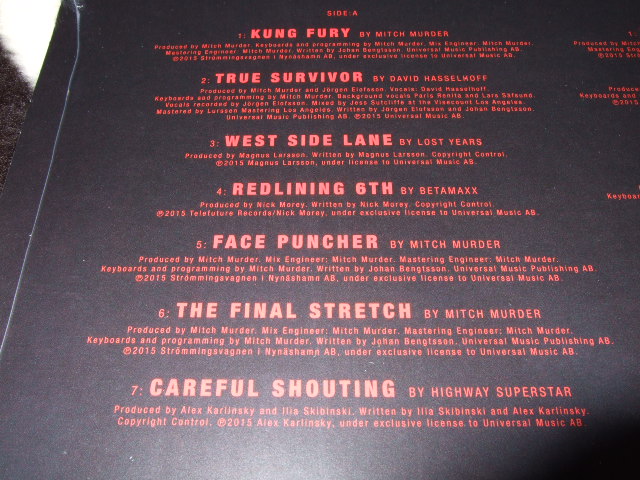 SIDE:A
1: KUNG FURY BY MITCH MURDER
Produced by Mitch Murder. Keyboards and programming by Mitch Murder. Mix Engineer: Mitch Murder.
Mastering Engineer: Mitch Murder. Written by Johan Bengtsson. Universal Music Publishing AB.
℗2015 Strömmingsvagnen i Nynäshamn AB, under exclusive license to Universal Music AB.
2: TRUE SURVIVOR BY DAVID HASSELHOFF
Produced by Mitch Murder and Jörgen Elofsson. Vocals: David Hasselhoff.
Keyboards and programming by Mitch Murder. Background vocals Paris Renita and Lars Säfsund.
Vocals recorded by Jörgen Elofsson. Mixed by Jess Sutcliffe at the Visecount Los Angeles.
Mastered by Lurssen Mastering Los Angeles. Written by Jörgen Elofsson and Johan Bengtsson.
Universal Music Publishing AB. ℗2015 Universal Music AB.
3: WEST SIDE LANE BY LOST YEARS
Produced by Magnus Larsson. Written by Magnus Larsson. Copyright Control.
℗2015 Magnus Larsson, under license to Universal Music AB.
4: REDLINING 6TH BY BETAMAXX
Produced by Nick Morey. Written by Nick Morey. Copyright Control.
℗2015 Telefuture Records/Nick Morey, under exclusive license to Universal Music AB.
5: FACE PUNCHER BY MITCH MURDER
Produced by Mitch Murder. Mix Engineer: Mitch Murder. Mastering Engineer: Mitch Murder.
Keyboards and programming by Mitch Murder. Written by Johan Bengtsson. Universal Music Publishing AB.
℗2015 Strömmingsvagnen i Nynäshamn AB, under exclusive license to Universal Music AB.
6: THE FINAL STRETCH BY MITCH MURDER
Produced by Mitch Murder. Mix Engineer: Mitch Murder. Mastering Engineer: Mitch Murder.
Keyboards and programming by Mitch Murder. Written by Johan Bengtsson. Universal Music Publishing AB.
℗2015 Strömmingsvagnen i Nynäshamn AB, under exclusive license to Universal Music AB.
7: CAREFUL SHOUTING BY HIGHWAY SUPERSTAR
Produced by Alex Karlinsky and Ilia Skibinski. Written by Ilia Skibinski and Alex Karlinsky.
Copyright Control. ℗2015 Alex Karlinsky, under exclusive license to Universal Music AB.
1:
Produced by Mitch
Mastering
℗2015 S
Produ
Keyboards and
℗20
Keyboar